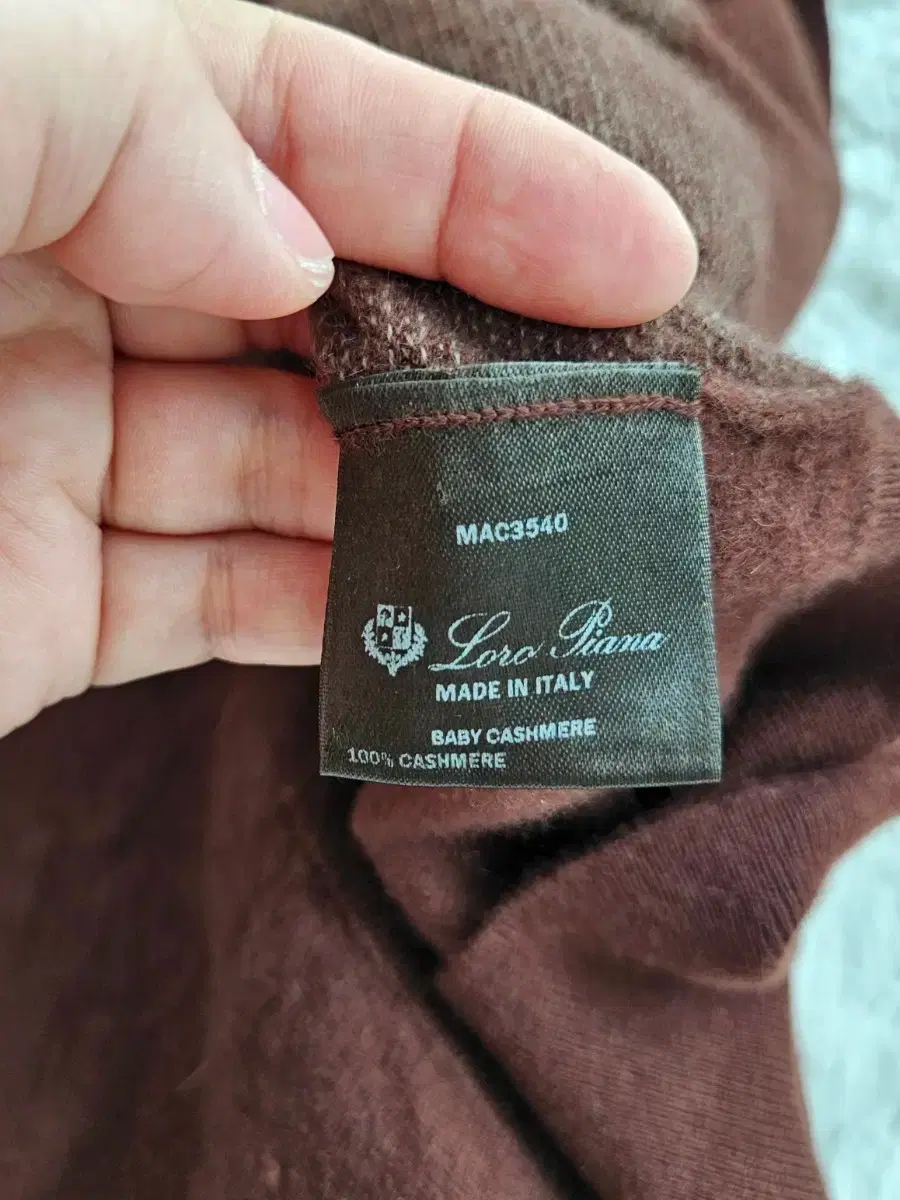 MAC3540
Loro Piana
MADE IN ITALY
BABY CASHMERE
100% CASHMERE